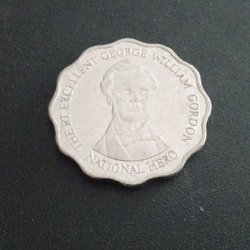 THE RT. EXCELLENT GEORGE WILLIAM GORDON
NATIONAL HERO